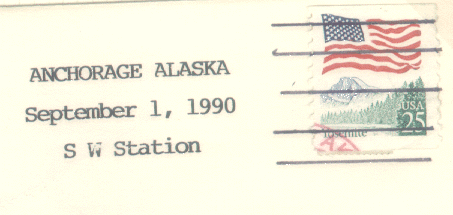 ANCHORAGE ALASKA
September 1, 1990
S W Station
USA
25
Yosemite